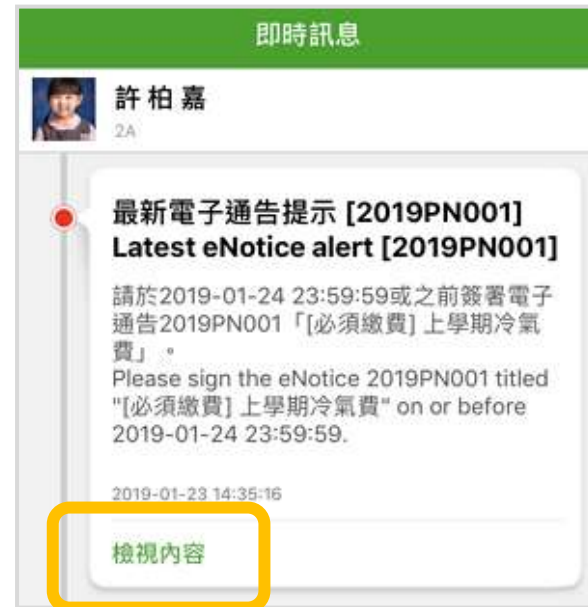 即時訊息
許柏嘉
2A
最新電子通告提示 [2019PN001]
Latest eNotice alert [2019PN001]
請於2019-01-24 23:59:59或之前簽署電子
通告2019PN001「[必須繳費] 上學期冷氣
費」。
Please sign the eNotice 2019PN001 titled
"[必須繳費] 上學期冷氣費" on or before
2019-01-24 23:59:59.
2019-01-23 14:35:16
檢視內容